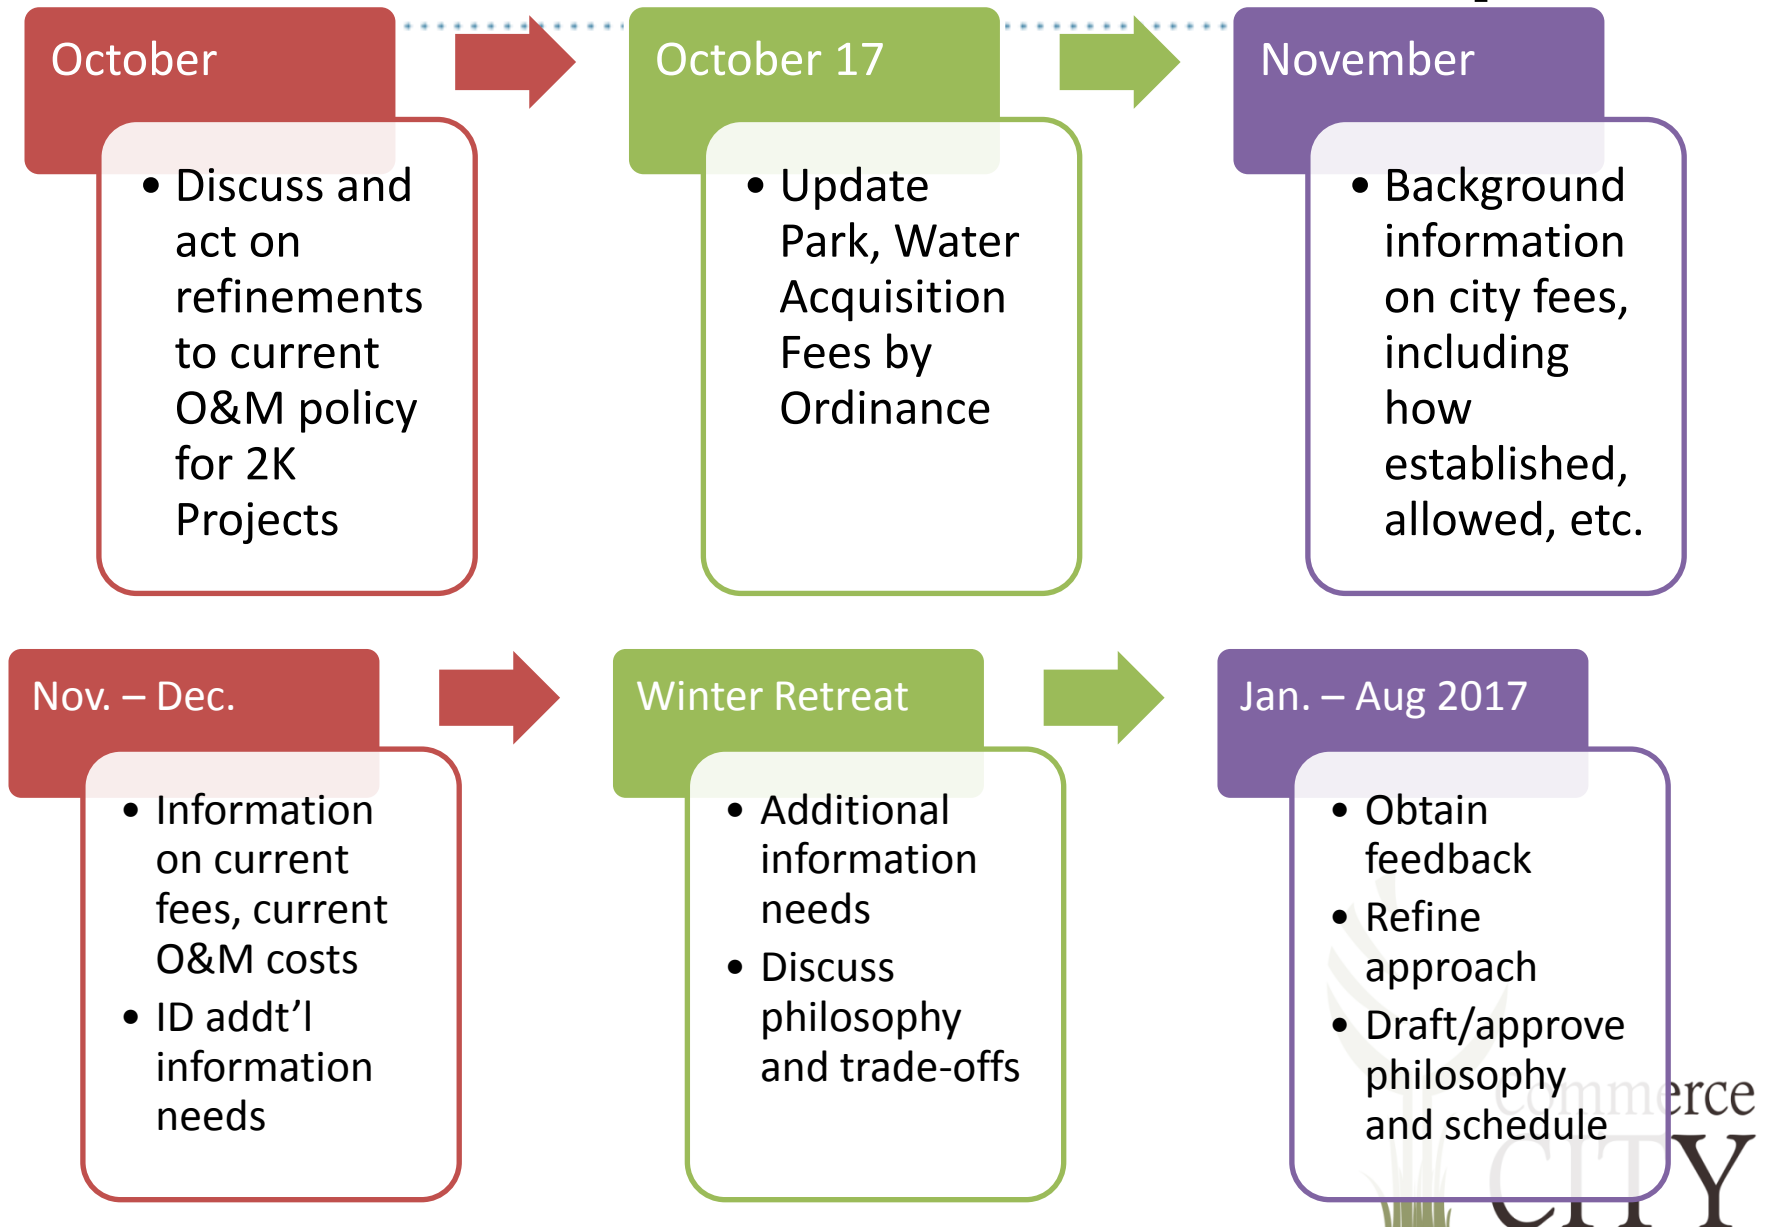 October
• Discuss and
act on
refinements
to current
O&M policy
for 2K
Projects
October 17
• Update
Park, Water
Acquisition
Fees by
Ordinance
November
• Background
information
on city fees,
including
how
established,
allowed, etc.
Nov. – Dec.
• Information
on current
fees, current
O&M costs
• ID addt’l
information
needs
Winter Retreat
• Additional
information
needs
• Discuss
philosophy
and trade-offs
Jan. – Aug 2017
• Obtain
feedback
• Refine
approach
• Draft/approve
philosophy
and schedule
commerce
CITY